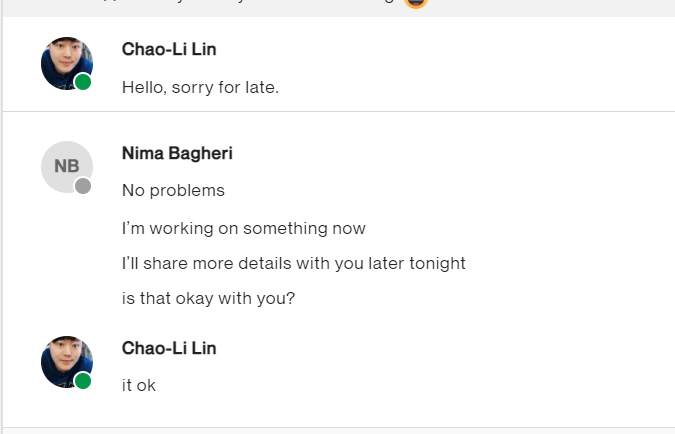 Chao-Li Lin
Hello, sorry for late.
NB
Nima Bagheri
No problems
I'm working on something now
I'll share more details with you later tonight
is that okay with you?
Chao-Li Lin
it ok